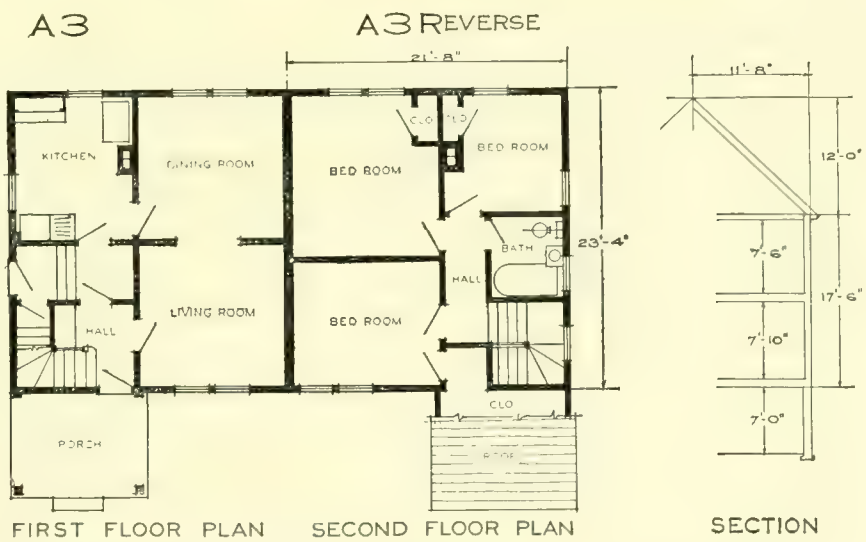 A3
A3 REVERSE
21'-8"
11'-8"
CLO
CLO
KITCHEN
DINING ROOM
BED ROOM
BED ROOM
12'-0"
BATH
23'-4"
7'-6"
HALL
17'-6"
HALL
LIVING ROOM
BED ROOM
7'-10"
CLO
PORCH
ROOF
7'-0"
FIRST FLOOR PLAN
SECOND FLOOR PLAN
SECTION